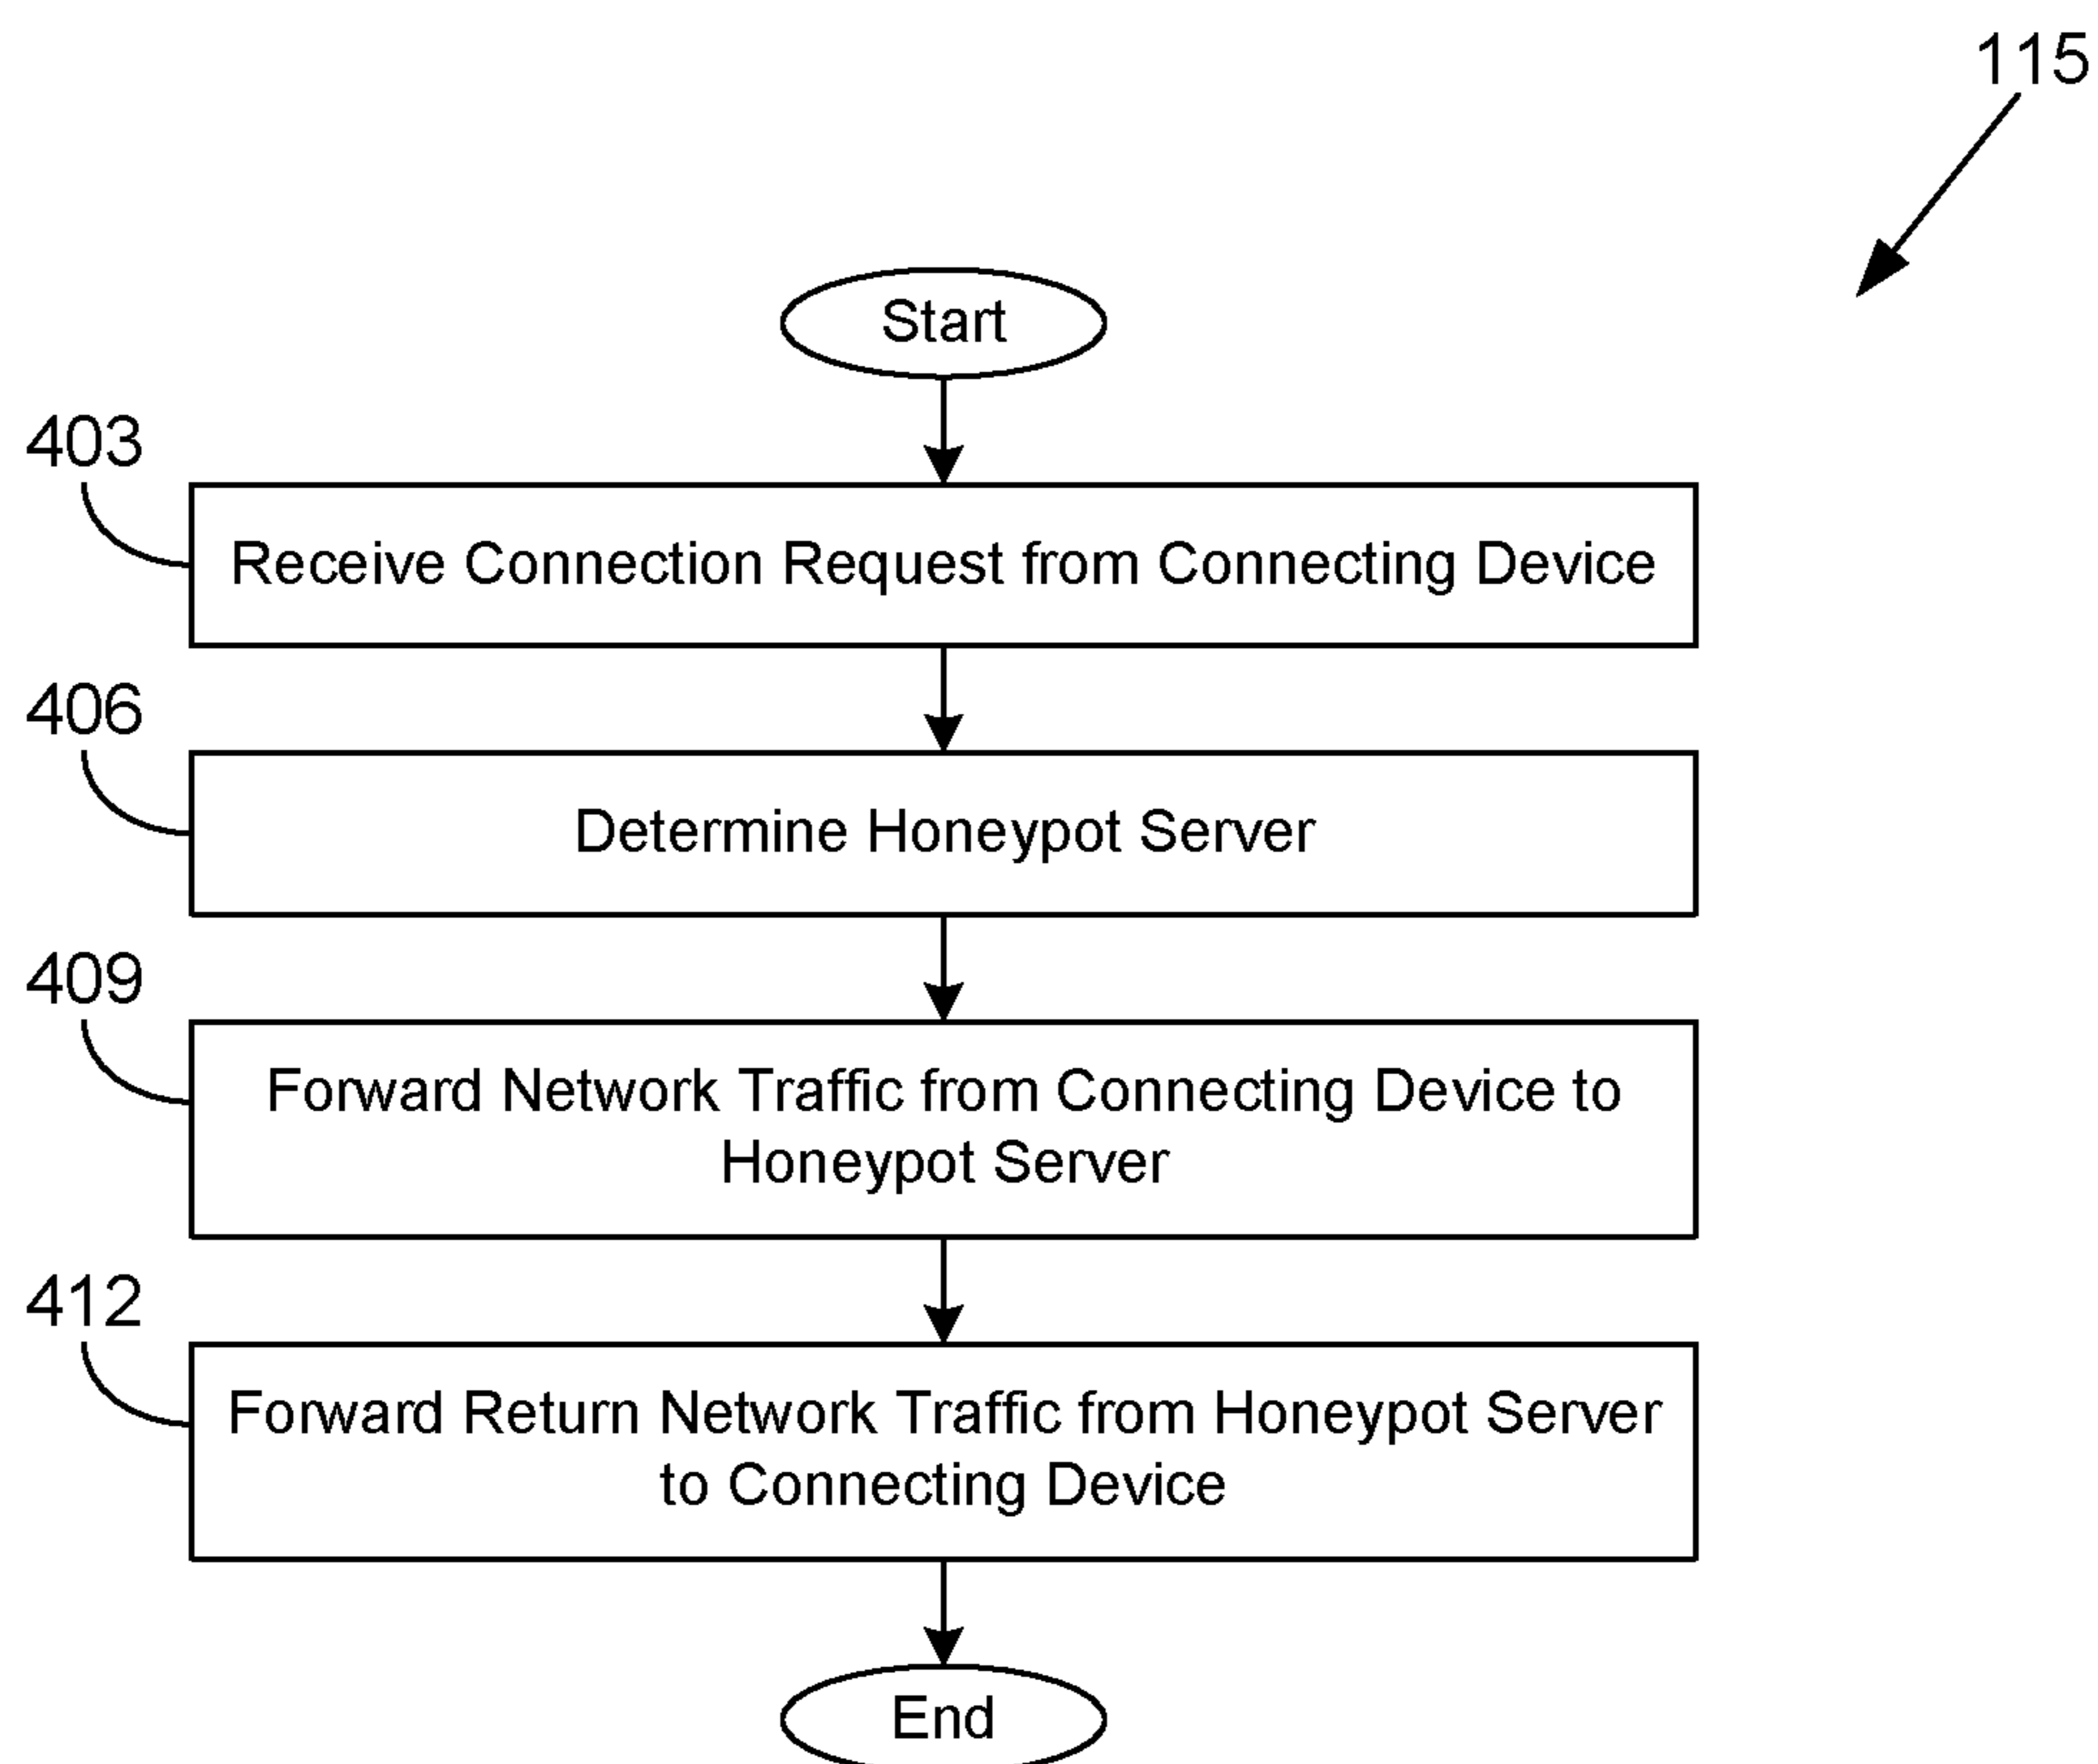 115
Start
403
Receive Connection Request from Connecting Device
406
Determine Honeypot Server
409
Forward Network Traffic from Connecting Device to
Honeypot Server
412
Forward Return Network Traffic from Honeypot Server
to Connecting Device
End